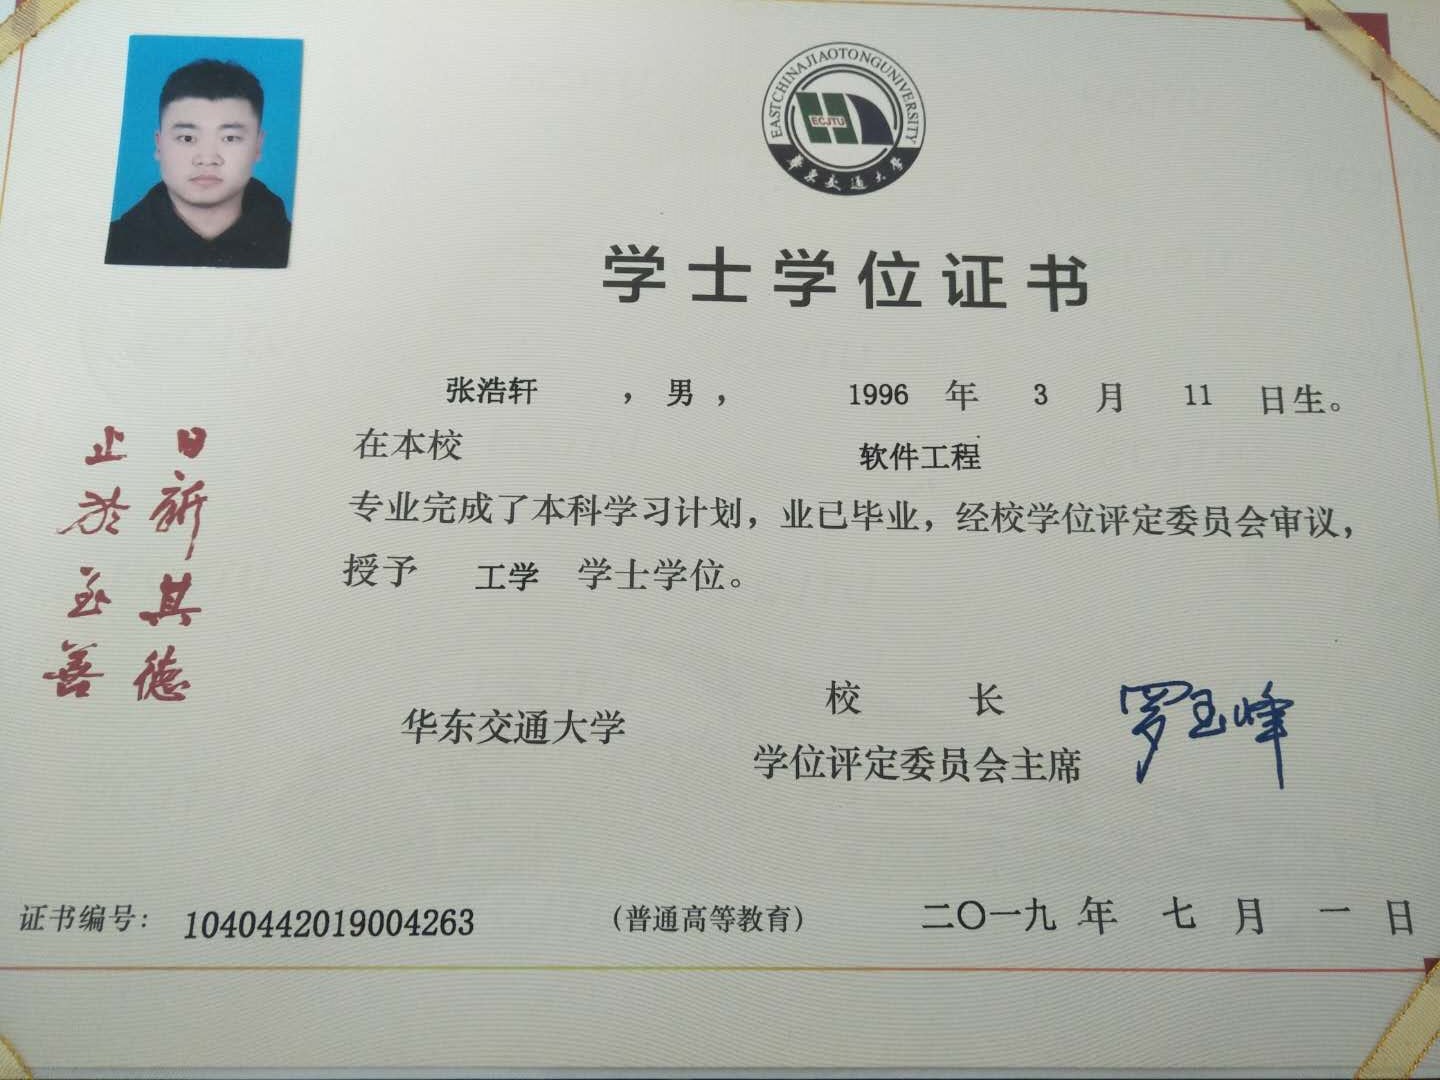 EASTCHINAJIAOTONGUNIVERSITY
ECJTU
華東交通大學
学士学位证书
张浩轩 ，男， 1996 年 3 月 11 日生。
在本校 软件工程
专业完成了本科学习计划，业已毕业，经校学位评定委员会审议，
授予 工学 学士学位。
日新其德
止於至善
华东交通大学
校 长
学位评定委员会主席
罗玉峰
证书编号：1040442019004263
（普通高等教育）
二〇一九 年 七 月 一 日